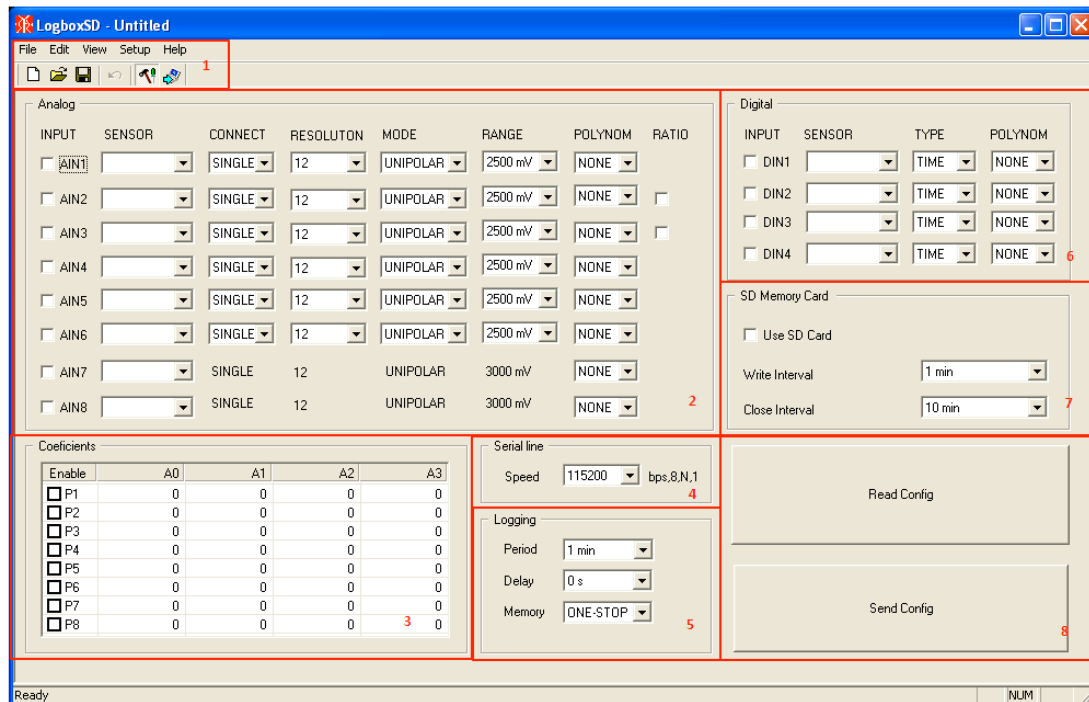 LogboxSD - Untitled
File Edit View Setup Help
1
Analog
INPUT SENSOR CONNECT RESOLUTON MODE RANGE POLYNOM RATIO
AIN1 SINGLE 12 UNIPOLAR 2500 mV NONE
AIN2 SINGLE 12 UNIPOLAR 2500 mV NONE
AIN3 SINGLE 12 UNIPOLAR 2500 mV NONE
AIN4 SINGLE 12 UNIPOLAR 2500 mV NONE
AIN5 SINGLE 12 UNIPOLAR 2500 mV NONE
AIN6 SINGLE 12 UNIPOLAR 2500 mV NONE
AIN7 SINGLE 12 UNIPOLAR 3000 mV NONE
AIN8 SINGLE 12 UNIPOLAR 3000 mV NONE
2
Digital
INPUT SENSOR TYPE POLYNOM
DIN1 TIME NONE
DIN2 TIME NONE
DIN3 TIME NONE
DIN4 TIME NONE
6
SD Memory Card
Use SD Card
Write Interval 1 min
Close Interval 10 min
7
Coeficients
Enable A0 A1 A2 A3
P1 0 0 0 0
P2 0 0 0 0
P3 0 0 0 0
P4 0 0 0 0
P5 0 0 0 0
P6 0 0 0 0
P7 0 0 0 0
P8 0 0 0 0
3
Serial line
Speed 115200 bps,8,N,1
4
Logging
Period 1 min
Delay 0 s
Memory ONE-STOP
5
Read Config
Send Config
8
Ready NUM